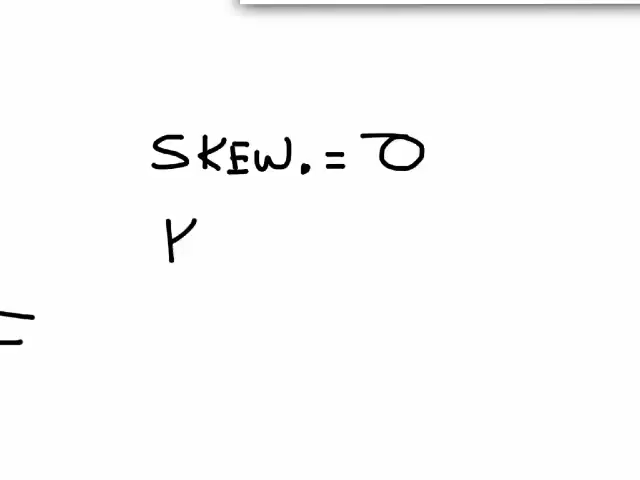 SKEW. = 0
K
=